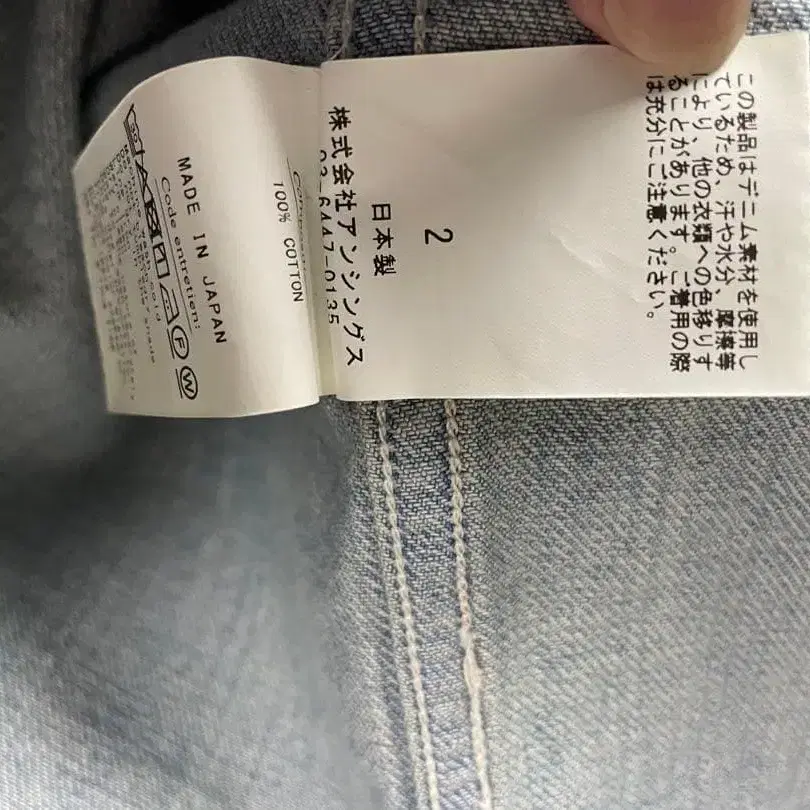 この製品はデニム素材を使用し
ているため、汗や水分、摩擦等
により、他の衣類への色移りす
ることがあります。ご着用の際
は充分にご注意ください。
2
日本製
株式会社アンシングス
03-6447-0135
100% COTTON
MADE IN JAPAN
Code entretien:
F W